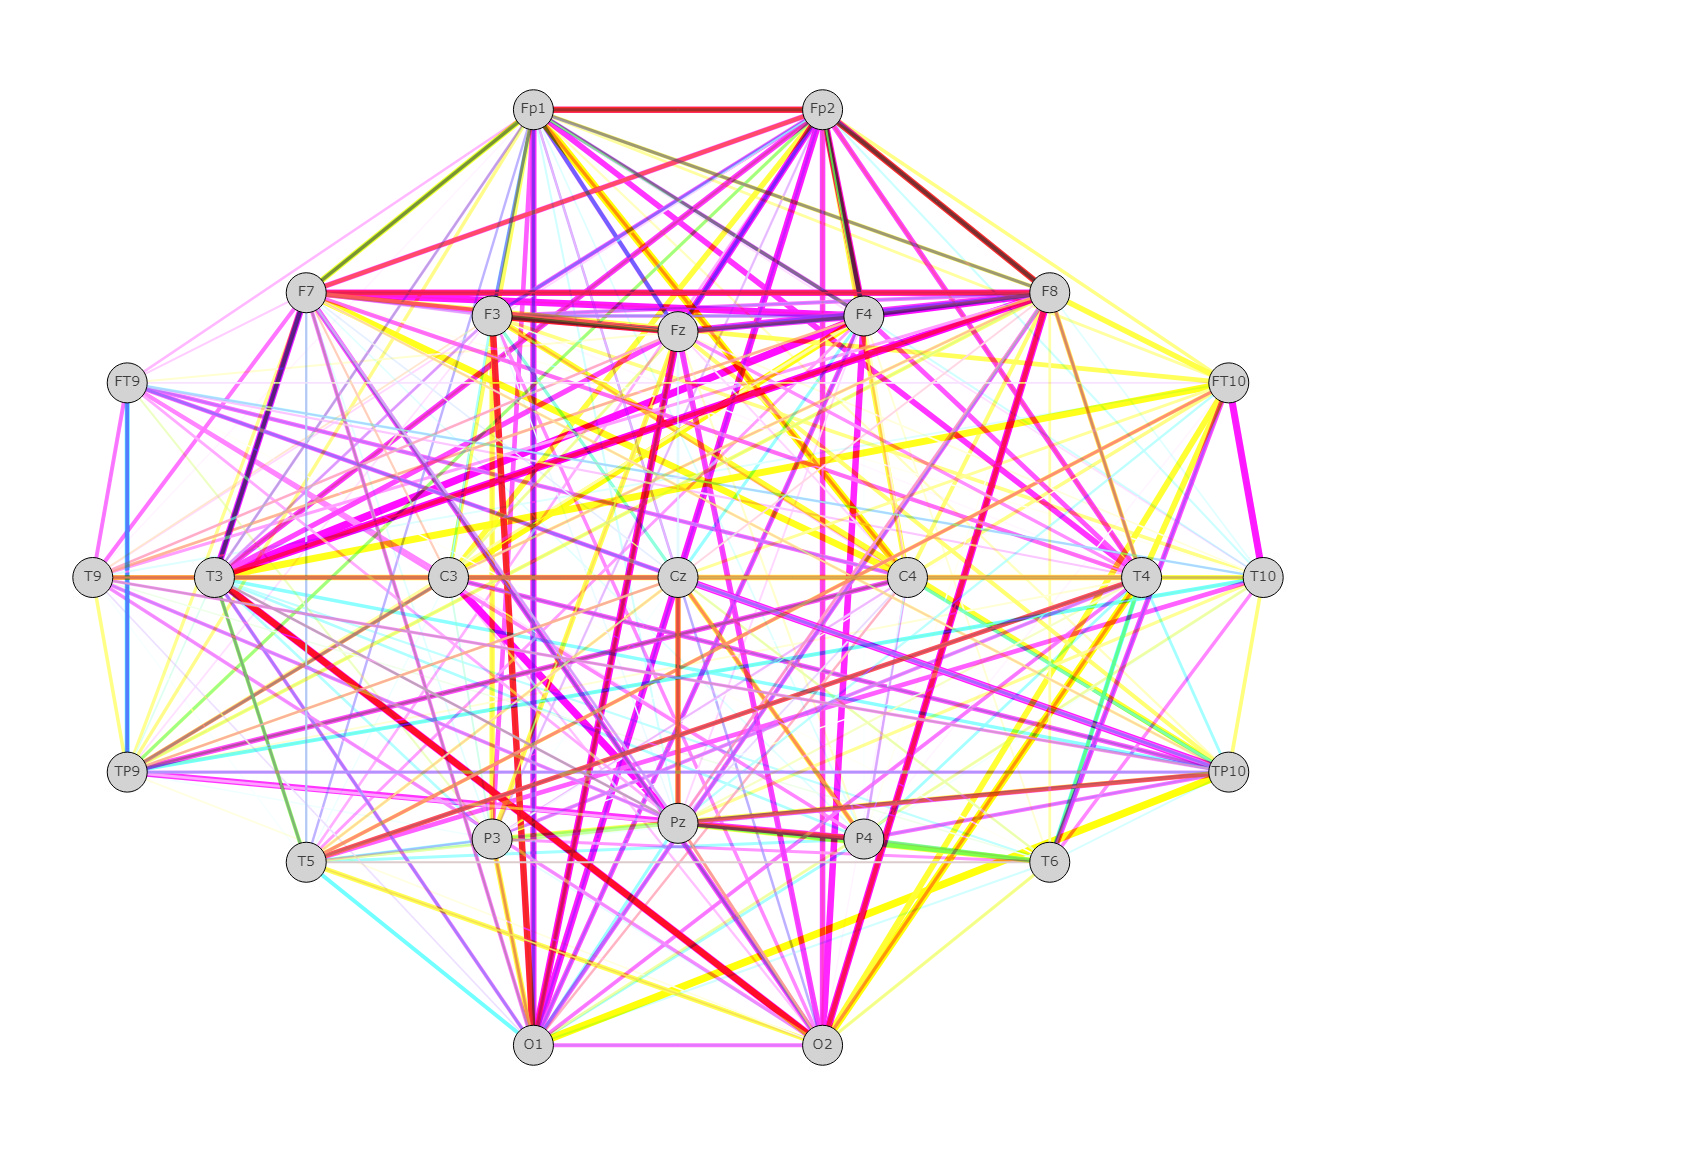 Fp1 Fp2
F7 F3 Fz F4 F8
FT9 FT10
T9 T3 C3 Cz C4 T4 T10
TP9 TP10
T5 P3 Pz P4 T6
O1 O2